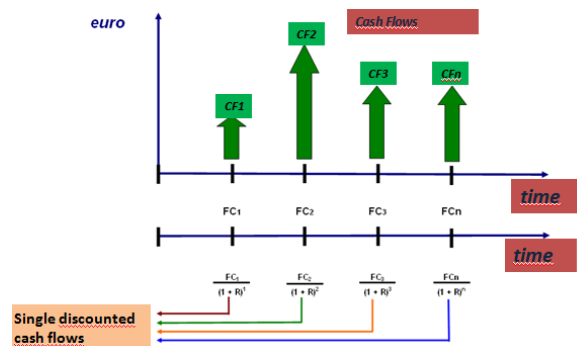 euro
Cash Flows
CF2
CF3
CFn
CF1
time
FC₁ FC₂ FC₃ FCn
time
FC₁ FC₂ FC₃ FCn
(1 + R)¹ (1 + R)² (1 + R)³ (1 + R)ⁿ
Single discounted
cash flows